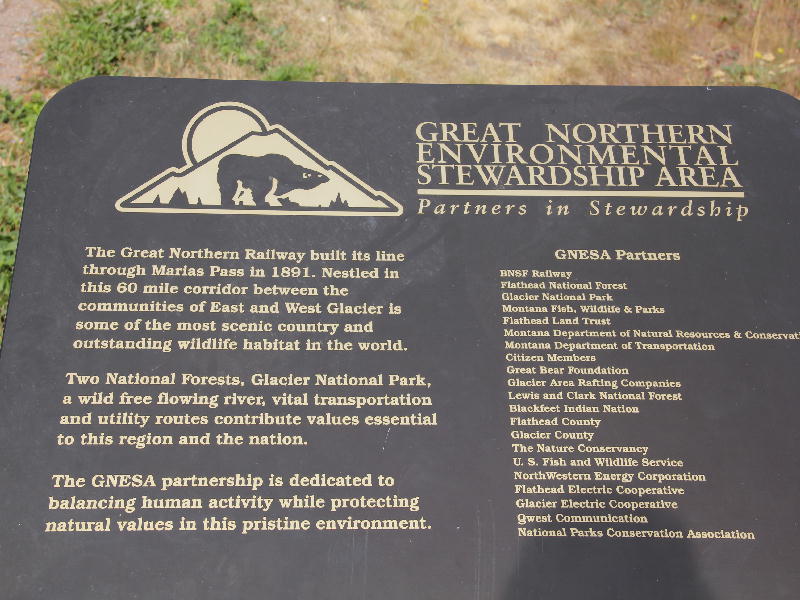 GREAT NORTHERN
ENVIRONMENTAL
STEWARDSHIP AREA
Partners in Stewardship
The Great Northern Railway built its line
through Marias Pass in 1891. Nestled in
this 60 mile corridor between the
communities of East and West Glacier is
some of the most scenic country and
outstanding wildlife habitat in the world.
Two National Forests, Glacier National Park,
a wild free flowing river, vital transportation
and utility routes contribute values essential
to this region and the nation.
The GNESA partnership is dedicated to
balancing human activity while protecting
natural values in this pristine environment.
GNESA Partners
BNSF Railway
Flathead National Forest
Glacier National Park
Montana Fish, Wildlife & Parks
Flathead Land Trust
Montana Department of Natural Resources & Conservati
Montana Department of Transportation
Citizen Members
Great Bear Foundation
Glacier Area Rafting Companies
Lewis and Clark National Forest
Blackfeet Indian Nation
Flathead County
Glacier County
The Nature Conservancy
U. S. Fish and Wildlife Service
NorthWestern Energy Corporation
Flathead Electric Cooperative
Glacier Electric Cooperative
Qwest Communication
National Parks Conservation Association